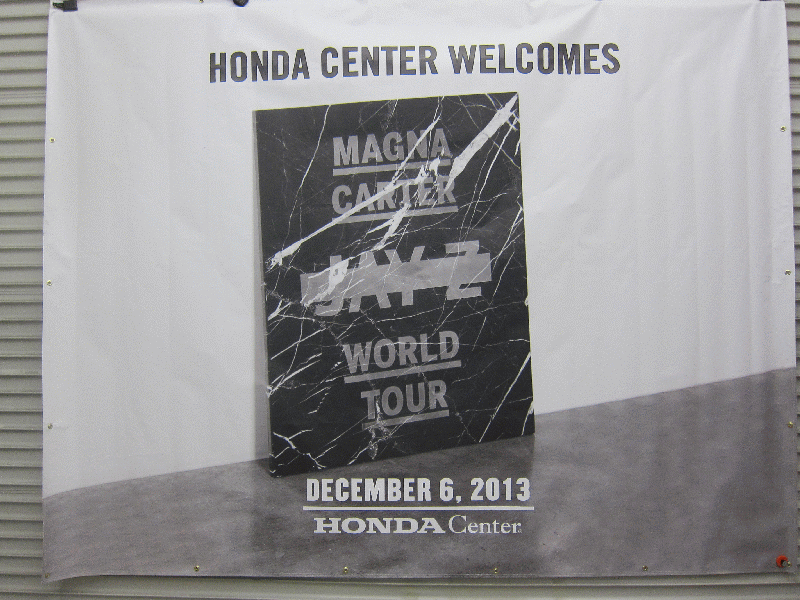 HONDA CENTER WELCOMES
MAGNA
CARTER
JAY Z
WORLD
TOUR
DECEMBER 6, 2013
HONDA Center